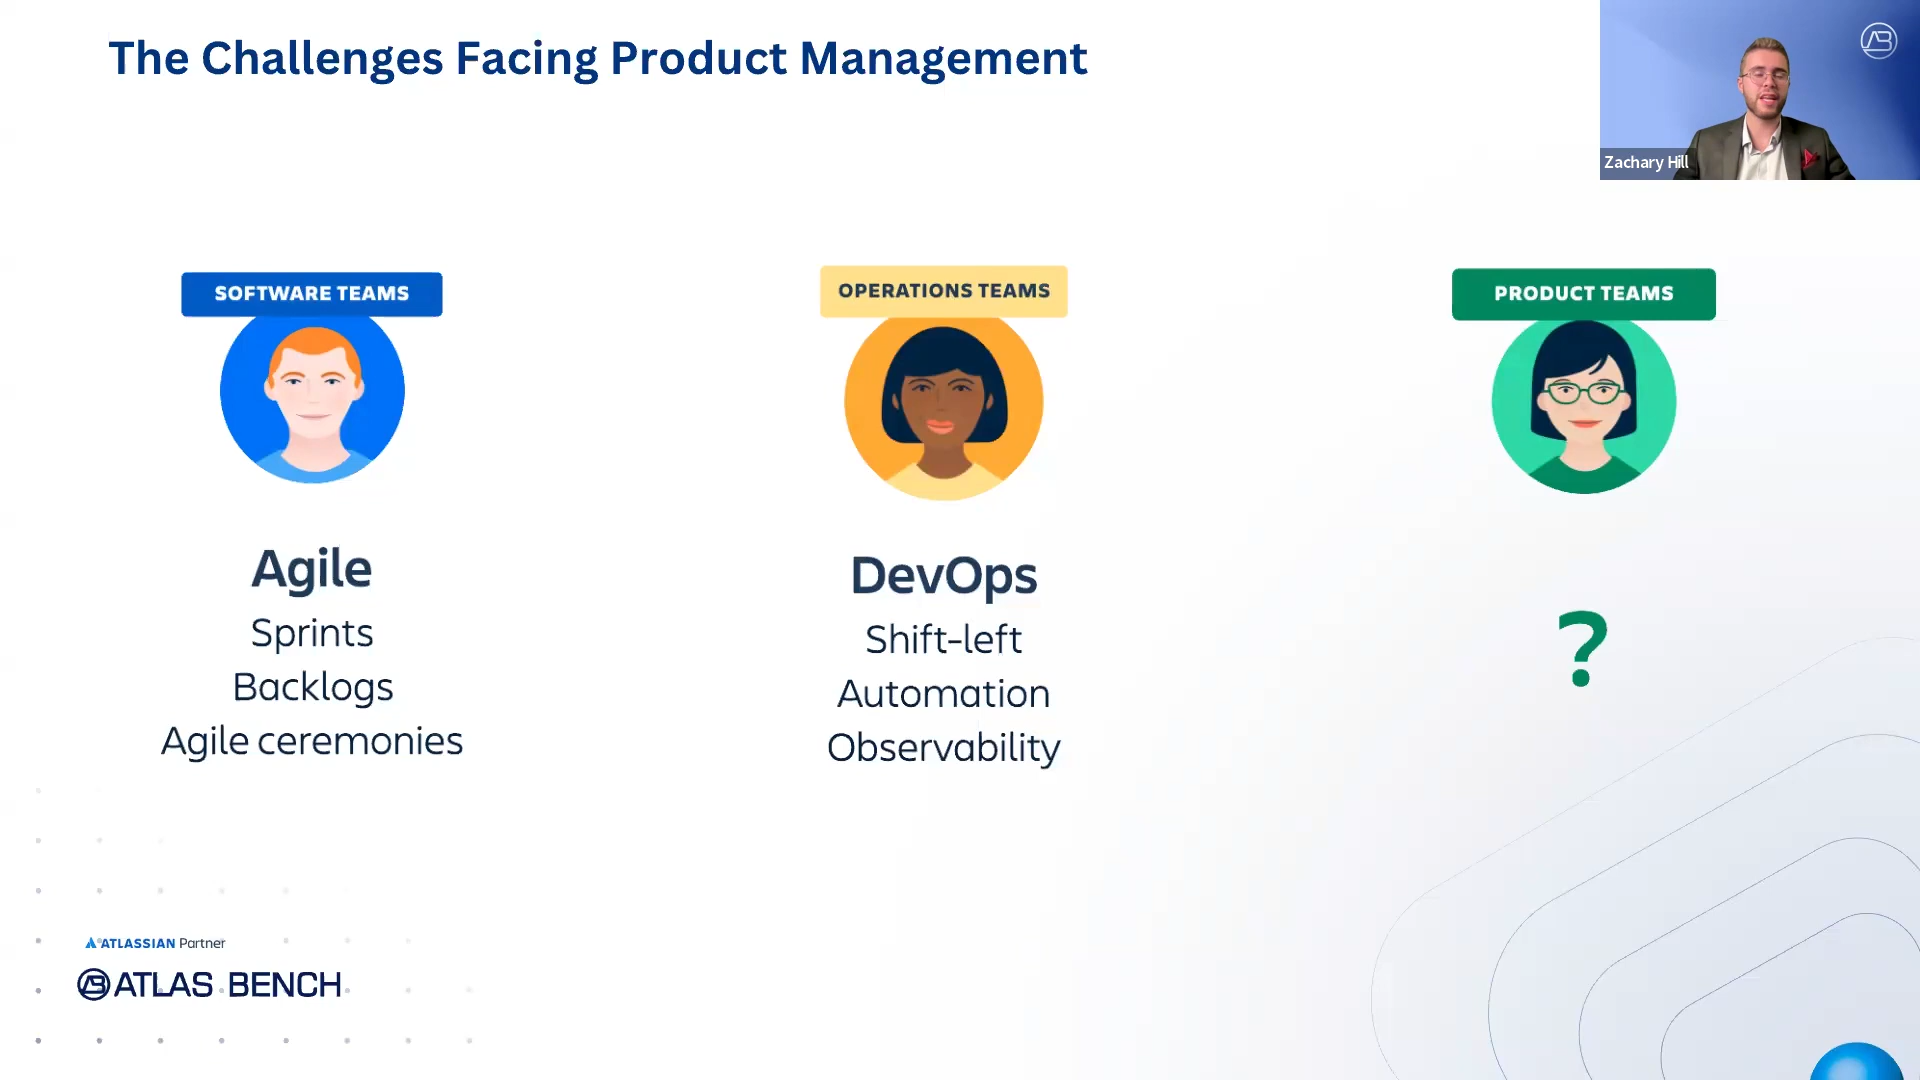 The Challenges Facing Product Management
Zachary Hill
SOFTWARE TEAMS
Agile
Sprints
Backlogs
Agile ceremonies
OPERATIONS TEAMS
DevOps
Shift-left
Automation
Observability
PRODUCT TEAMS
?
ATLASSIAN Partner
ATLAS BENCH